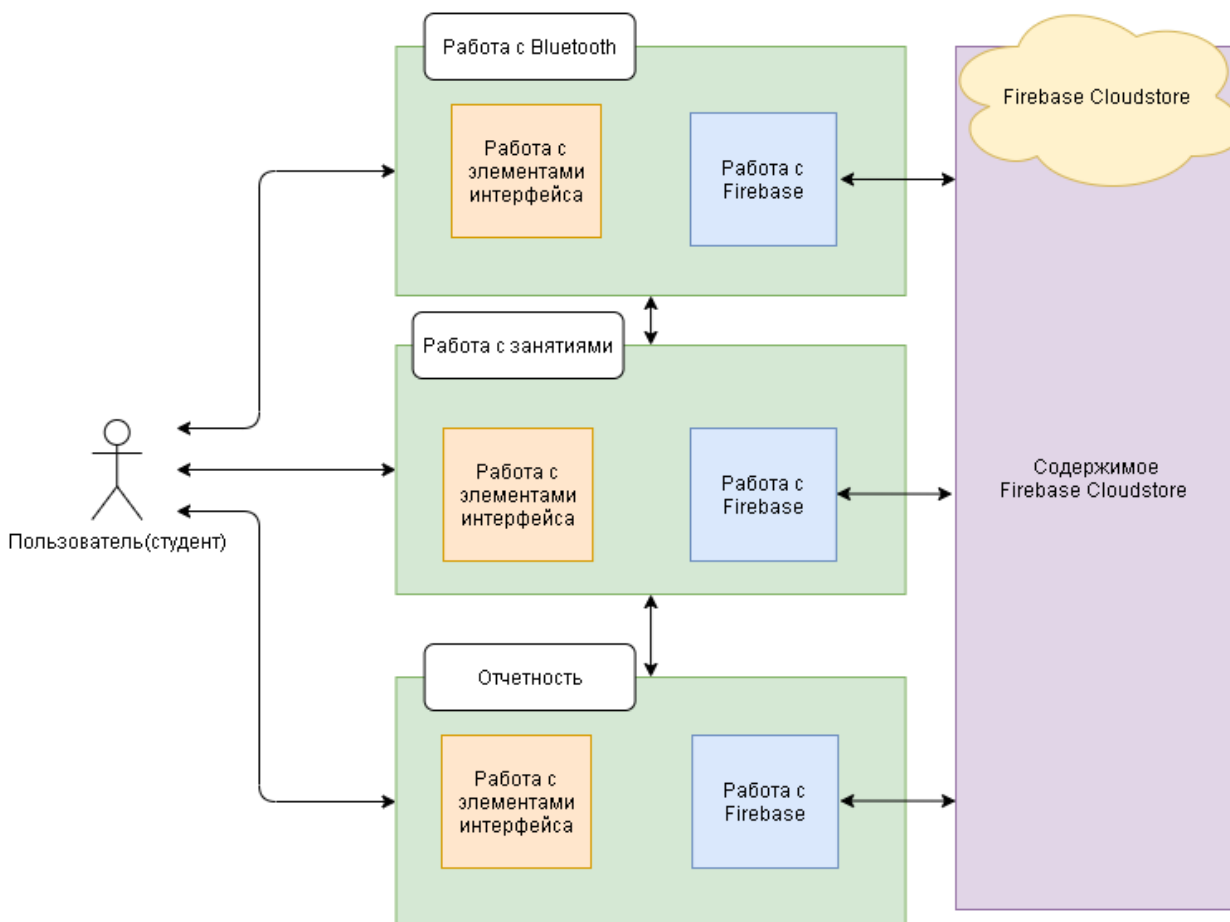 Работа с Bluetooth
Firebase Cloudstore
Работа с
элементами
интерфейса
Работа с
Firebase
Работа с занятиями
Работа с
элементами
интерфейса
Работа с
Firebase
Содержимое
Firebase Cloudstore
Пользователь(студент)
Отчетность
Работа с
элементами
интерфейса
Работа с
Firebase